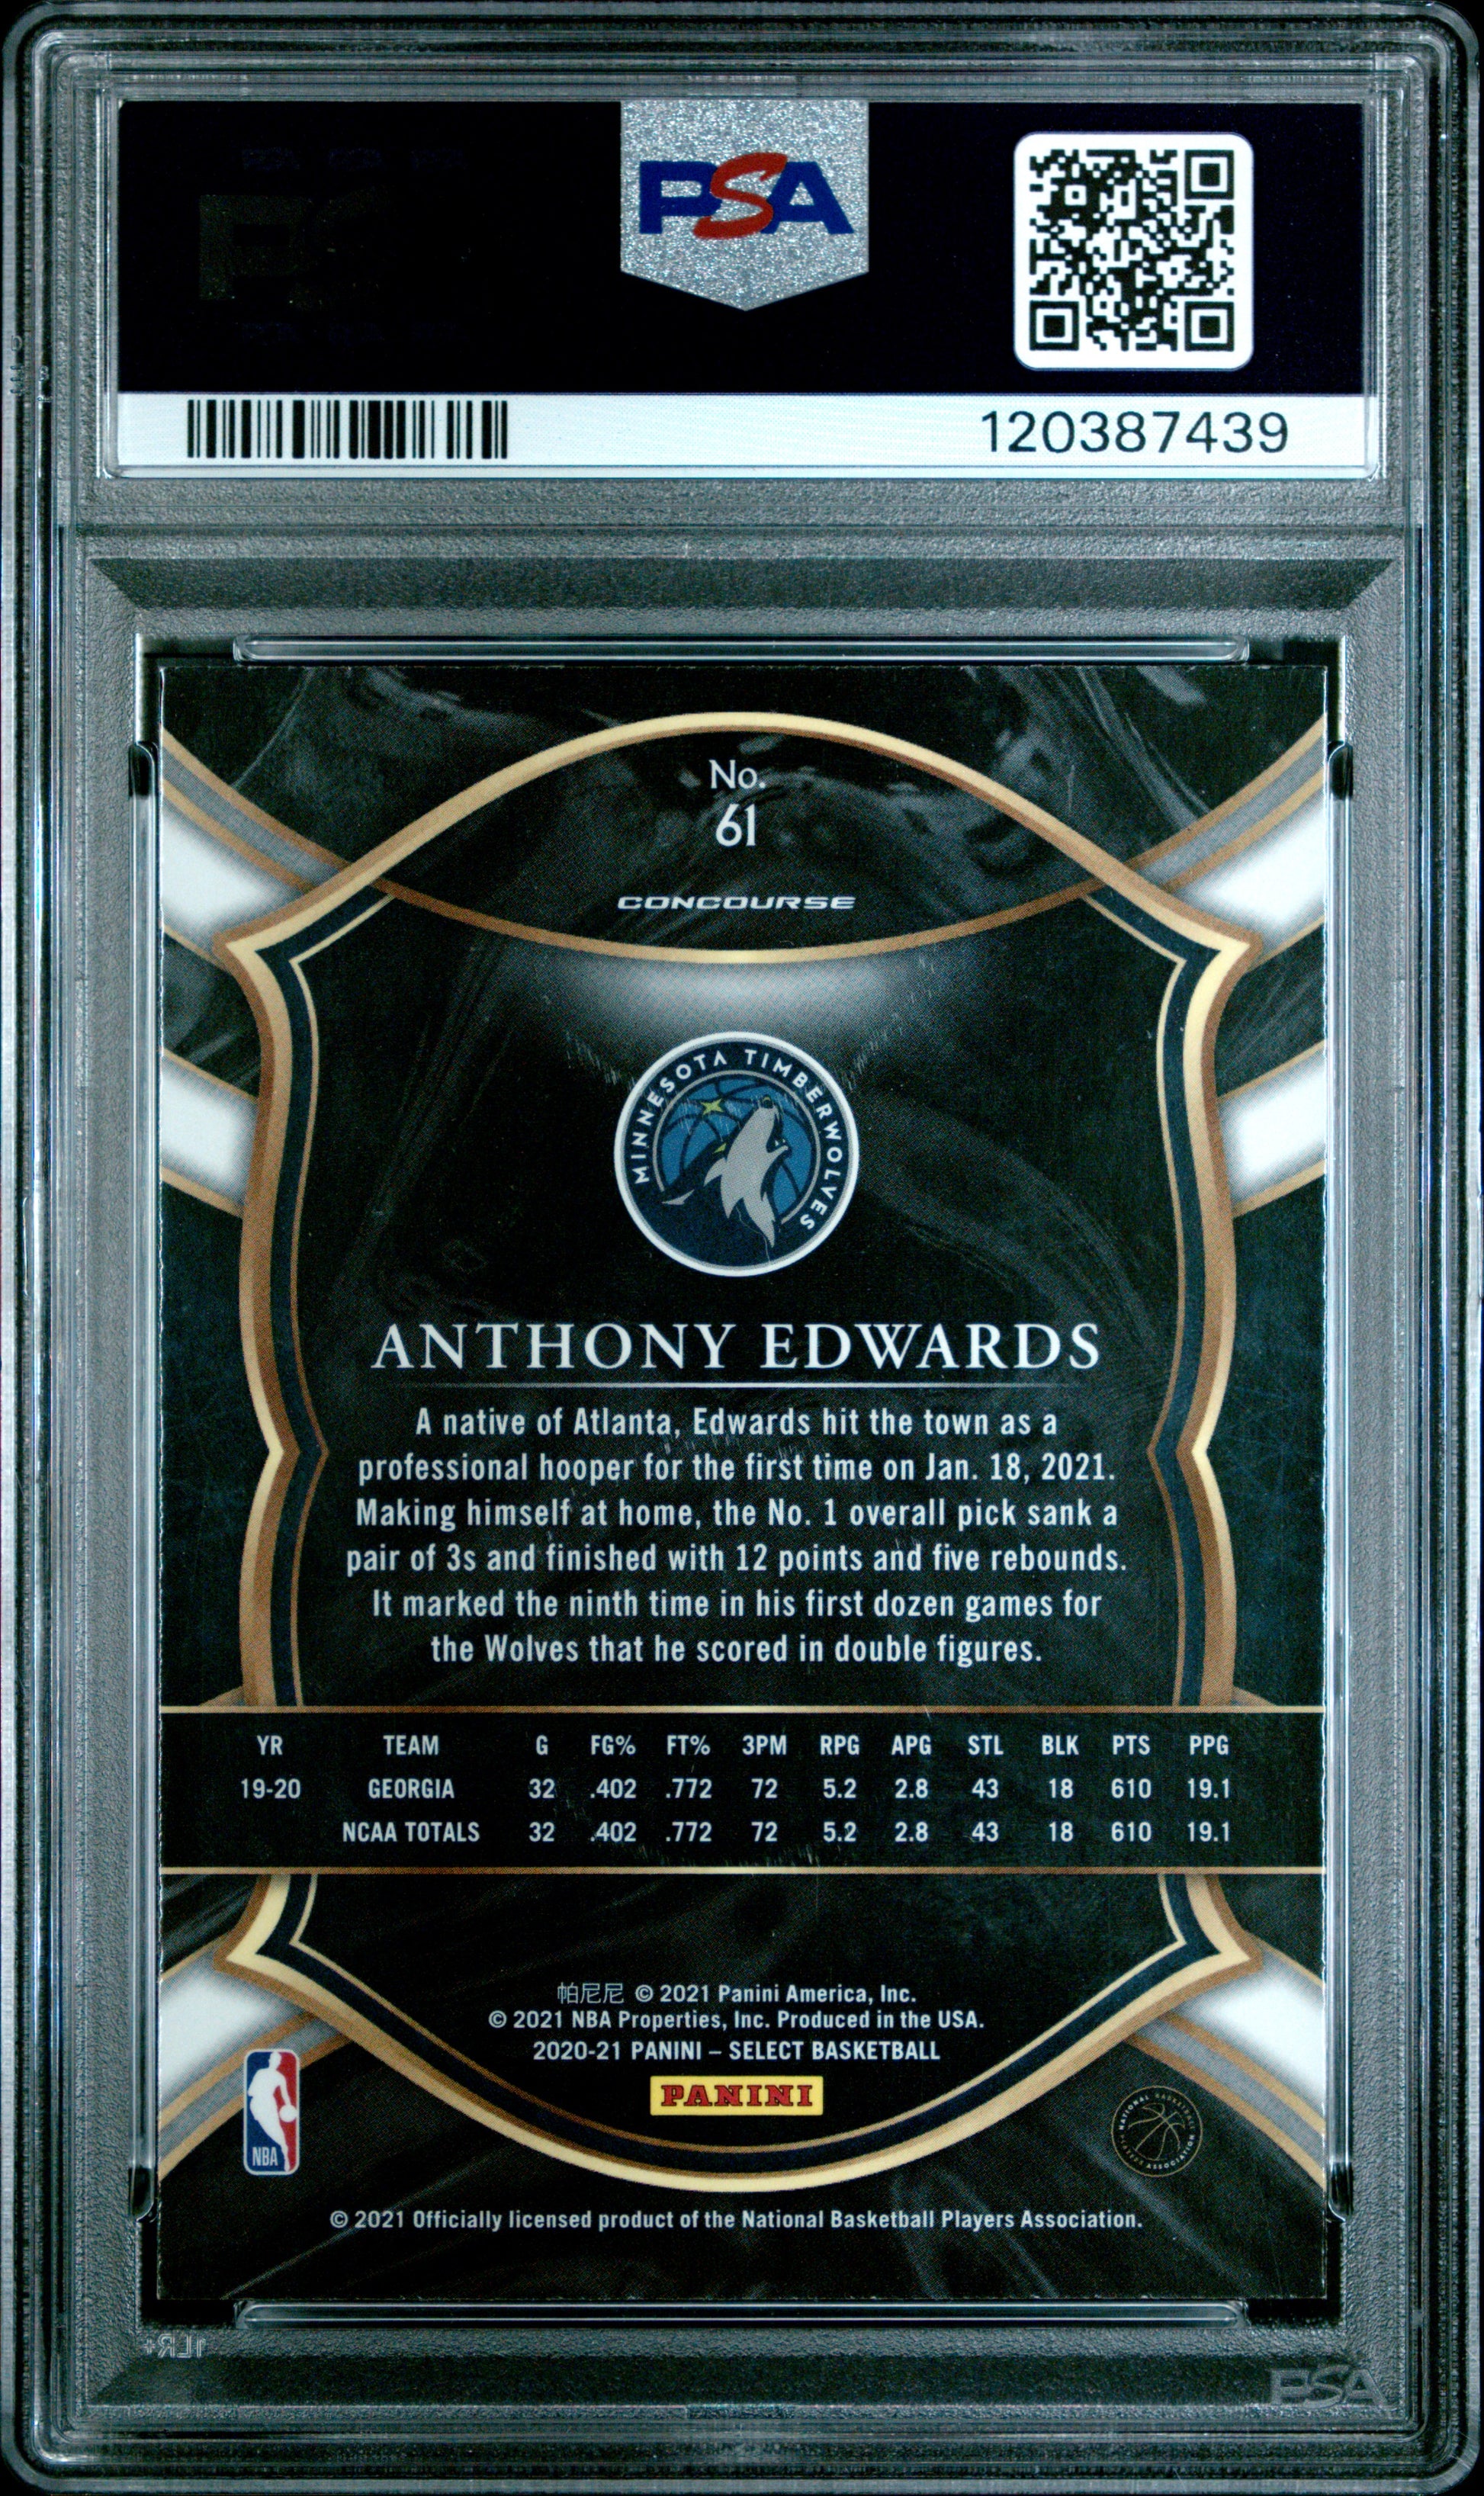 PSA
120387439
No.
61
CONCOURSE
MINNESOTA TIMBERWOLVES
ANTHONY EDWARDS
A native of Atlanta, Edwards hit the town as a
professional hooper for the first time on Jan. 18, 2021.
Making himself at home, the No. 1 overall pick sank a
pair of 3s and finished with 12 points and five rebounds.
It marked the ninth time in his first dozen games for
the Wolves that he scored in double figures.
YR TEAM G FG% FT% 3PM RPG APG STL BLK PTS PPG
19-20 GEORGIA 32 .402 .772 72 5.2 2.8 43 18 610 19.1
NCAA TOTALS 32 .402 .772 72 5.2 2.8 43 18 610 19.1
帕尼尼 © 2021 Panini America, Inc.
© 2021 NBA Properties, Inc. Produced in the USA.
2020-21 PANINI – SELECT BASKETBALL
PANINI
NBA
NATIONAL BASKETBALL PLAYERS ASSOCIATION
© 2021 Officially licensed product of the National Basketball Players Association.
PSA